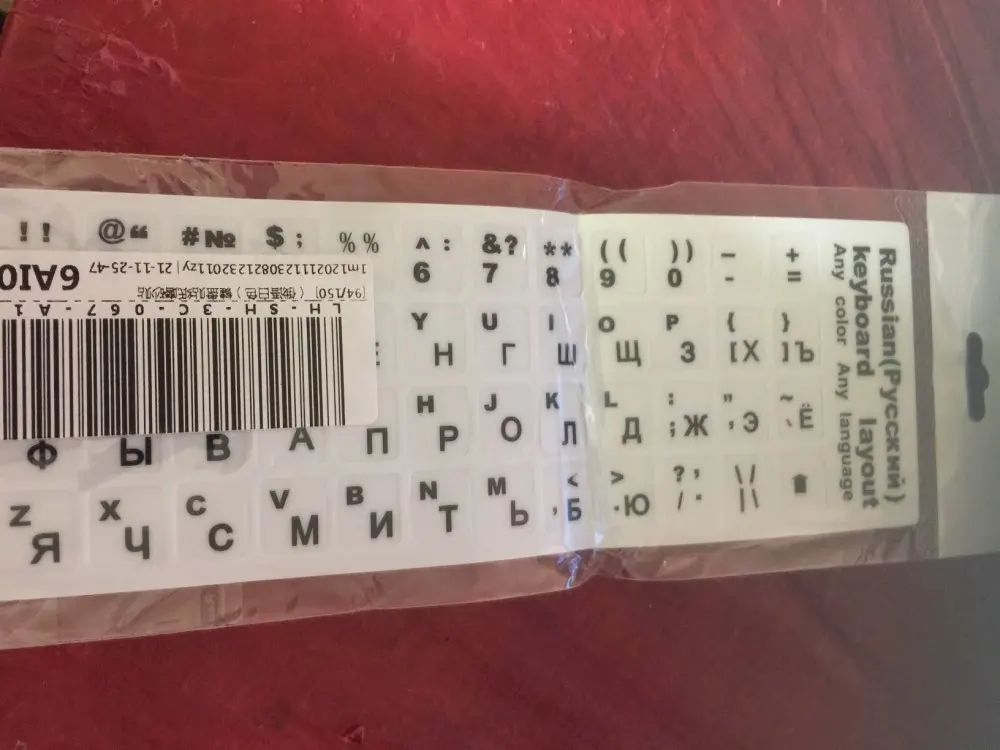 ! ! @ “ # № $ ; % % ^ : & ? * * ( ( ) ) – +
6 7 8 9 0 - =
Y U I O P { }
Н Г Ш Щ З [ Х ] Ъ
H J K L : " ~
Ф Ы В А П Р О Л Д ; Ж , Э ` Ё
Z X C V B N M < > ? , \ /
Я Ч С М И Т Ь , Б . Ю / . | \
Russian(Русский)
keyboard layout
Any color Any language
LH-SH-3C-067-A1
1m1202111230821232011zy | 21-11-25-47
6AI0